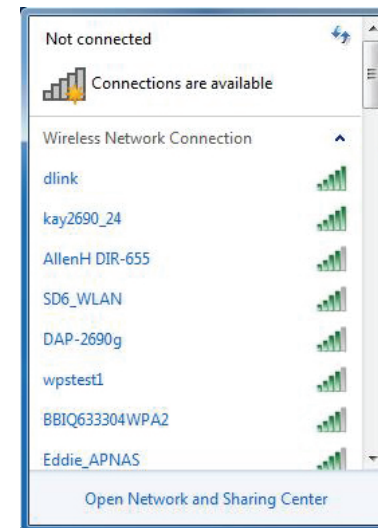 Not connected
Connections are available
Wireless Network Connection
dlink
kay2690_24
AllenH DIR-655
SD6_WLAN
DAP-2690g
wpstest1
BBIQ633304WPA2
Eddie_APNAS
Open Network and Sharing Center